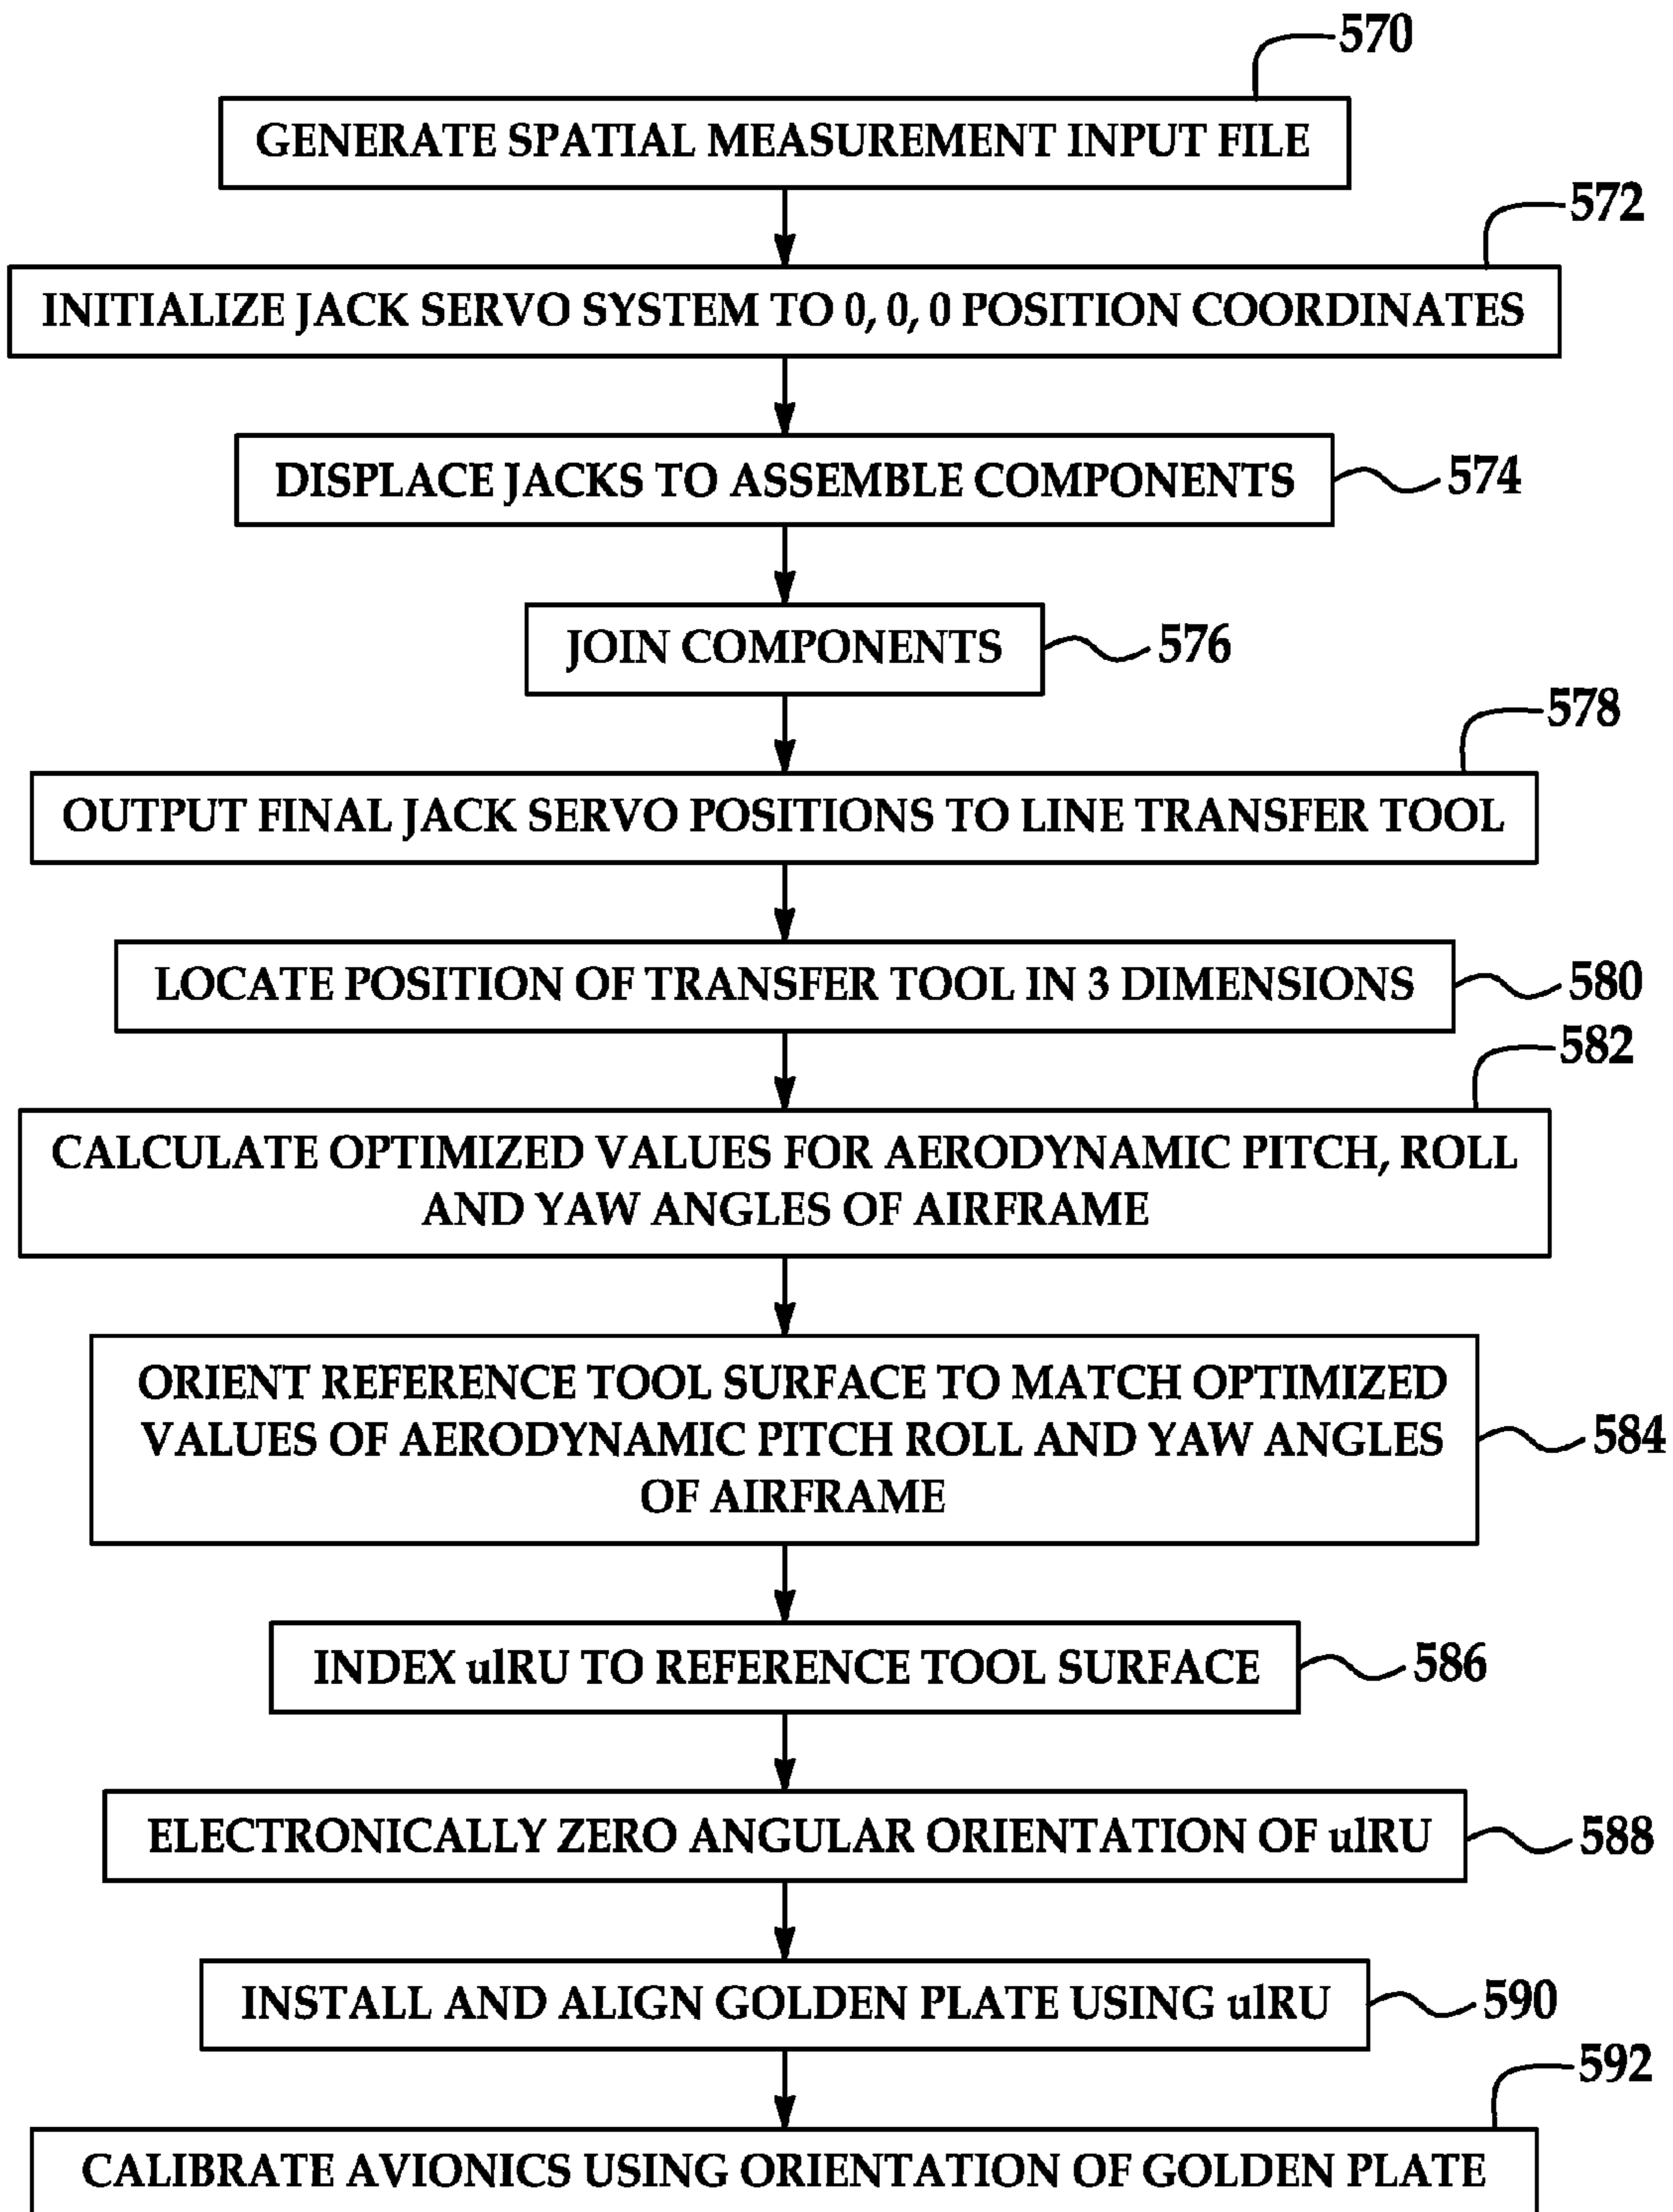 570
GENERATE SPATIAL MEASUREMENT INPUT FILE
572
INITIALIZE JACK SERVO SYSTEM TO 0, 0, 0 POSITION COORDINATES
DISPLACE JACKS TO ASSEMBLE COMPONENTS
574
JOIN COMPONENTS
576
578
OUTPUT FINAL JACK SERVO POSITIONS TO LINE TRANSFER TOOL
LOCATE POSITION OF TRANSFER TOOL IN 3 DIMENSIONS
580
582
CALCULATE OPTIMIZED VALUES FOR AERODYNAMIC PITCH, ROLL
AND YAW ANGLES OF AIRFRAME
ORIENT REFERENCE TOOL SURFACE TO MATCH OPTIMIZED
VALUES OF AERODYNAMIC PITCH ROLL AND YAW ANGLES
OF AIRFRAME
584
INDEX ulRU TO REFERENCE TOOL SURFACE
586
ELECTRONICALLY ZERO ANGULAR ORIENTATION OF ulRU
588
INSTALL AND ALIGN GOLDEN PLATE USING ulRU
590
592
CALIBRATE AVIONICS USING ORIENTATION OF GOLDEN PLATE